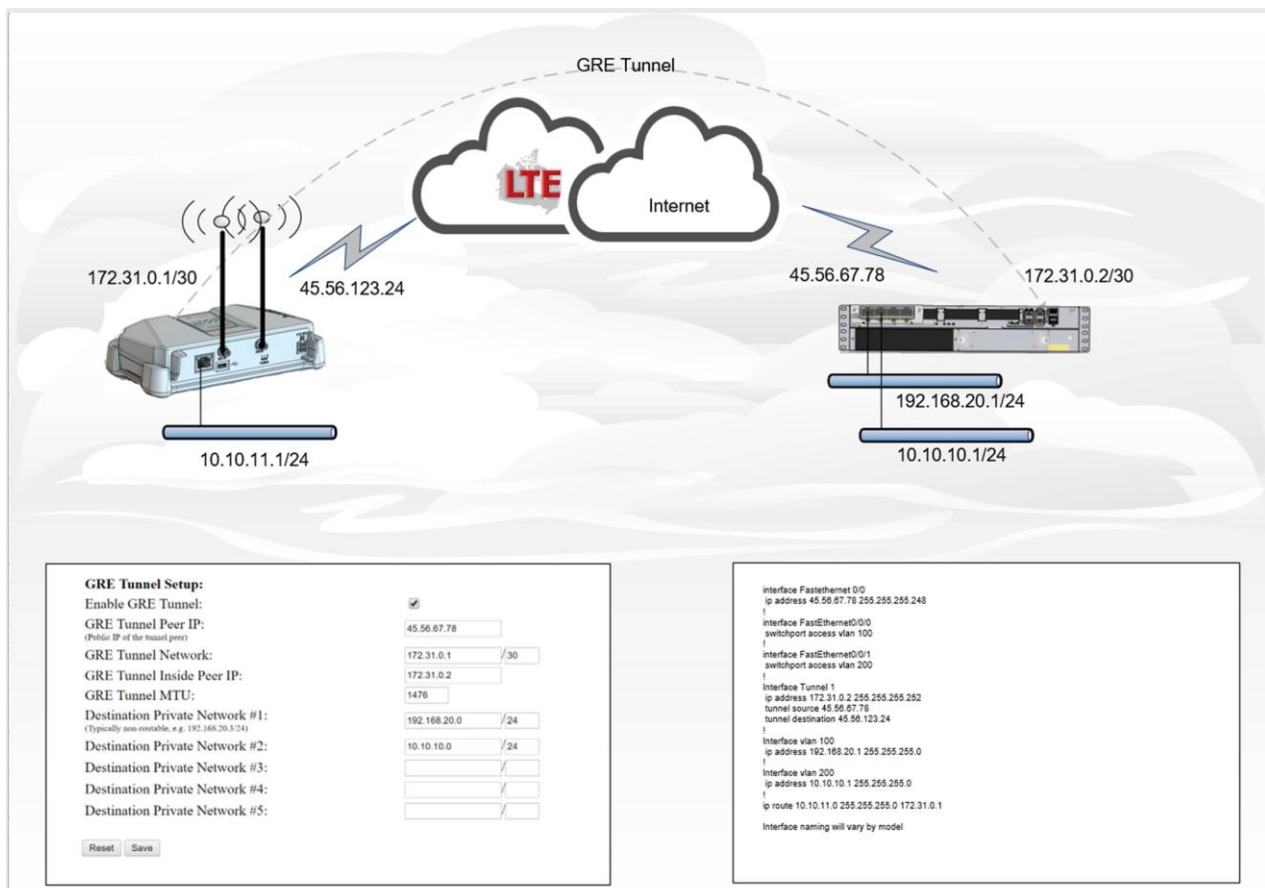 GRE Tunnel
LTE
Internet
172.31.0.1/30
45.56.123.24
45.56.67.78
172.31.0.2/30
192.168.20.1/24
10.10.11.1/24
10.10.10.1/24
GRE Tunnel Setup:
Enable GRE Tunnel:
GRE Tunnel Peer IP: 45.56.67.78
(Public IP of the tunnel peer)
GRE Tunnel Network: 172.31.0.1 / 30
GRE Tunnel Inside Peer IP: 172.31.0.2
GRE Tunnel MTU: 1476
Destination Private Network #1: 192.168.20.0 / 24
(Typically non-routable, e.g. 192.168.20.3/24)
Destination Private Network #2: 10.10.10.0 / 24
Destination Private Network #3: /
Destination Private Network #4: /
Destination Private Network #5: /
Reset Save
interface Fastethernet 0/0
ip address 45.56.67.78 255.255.255.248
!
interface FastEthernet0/0/0
switchport access vlan 100
!
interface FastEthernet0/0/1
switchport access vlan 200
!
Interface Tunnel 1
ip address 172.31.0.2 255.255.255.252
tunnel source 45.56.67.78
tunnel destination 45.56.123.24
!
Interface vlan 100
ip address 192.168.20.1 255.255.255.0
!
Interface vlan 200
ip address 10.10.10.1 255.255.255.0
!
ip route 10.10.11.0 255.255.255.0 172.31.0.1
Interface naming will vary by model